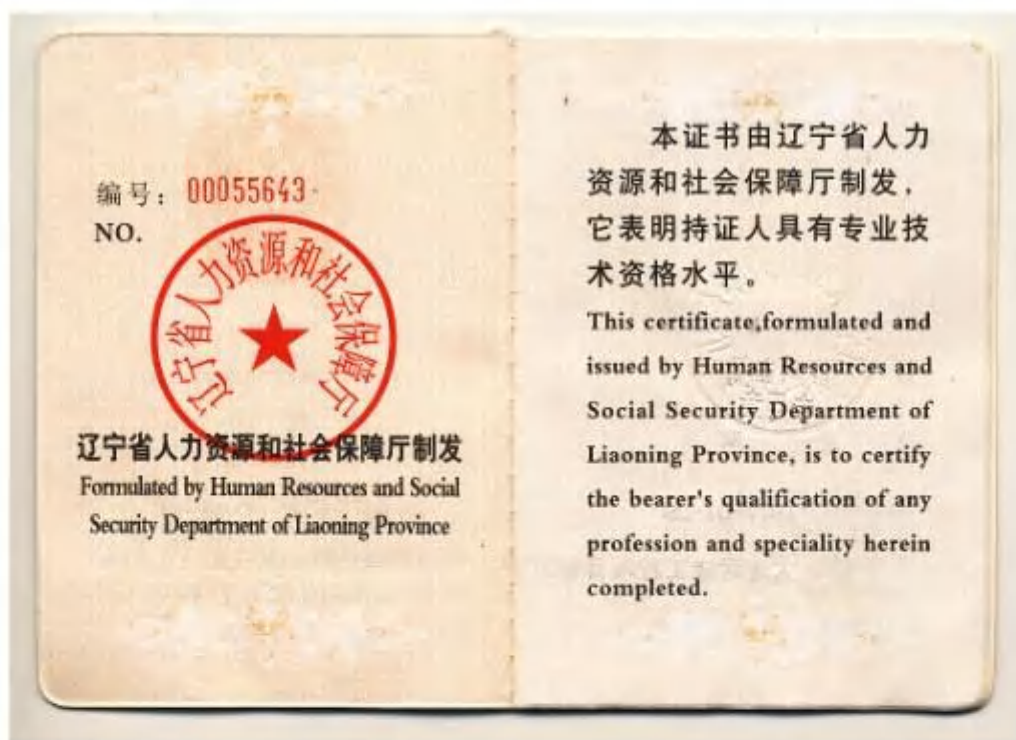 编号：00055643
NO.
辽宁省人力资源和社会保障厅
辽宁省人力资源和社会保障厅制发
Formulated by Human Resources and Social
Security Department of Liaoning Province
本证书由辽宁省人力
资源和社会保障厅制发，
它表明持证人具有专业技
术资格水平。
This certificate,formulated and
issued by Human Resources and
Social Security Department of
Liaoning Province, is to certify
the bearer's qualification of any
profession and speciality herein
completed.